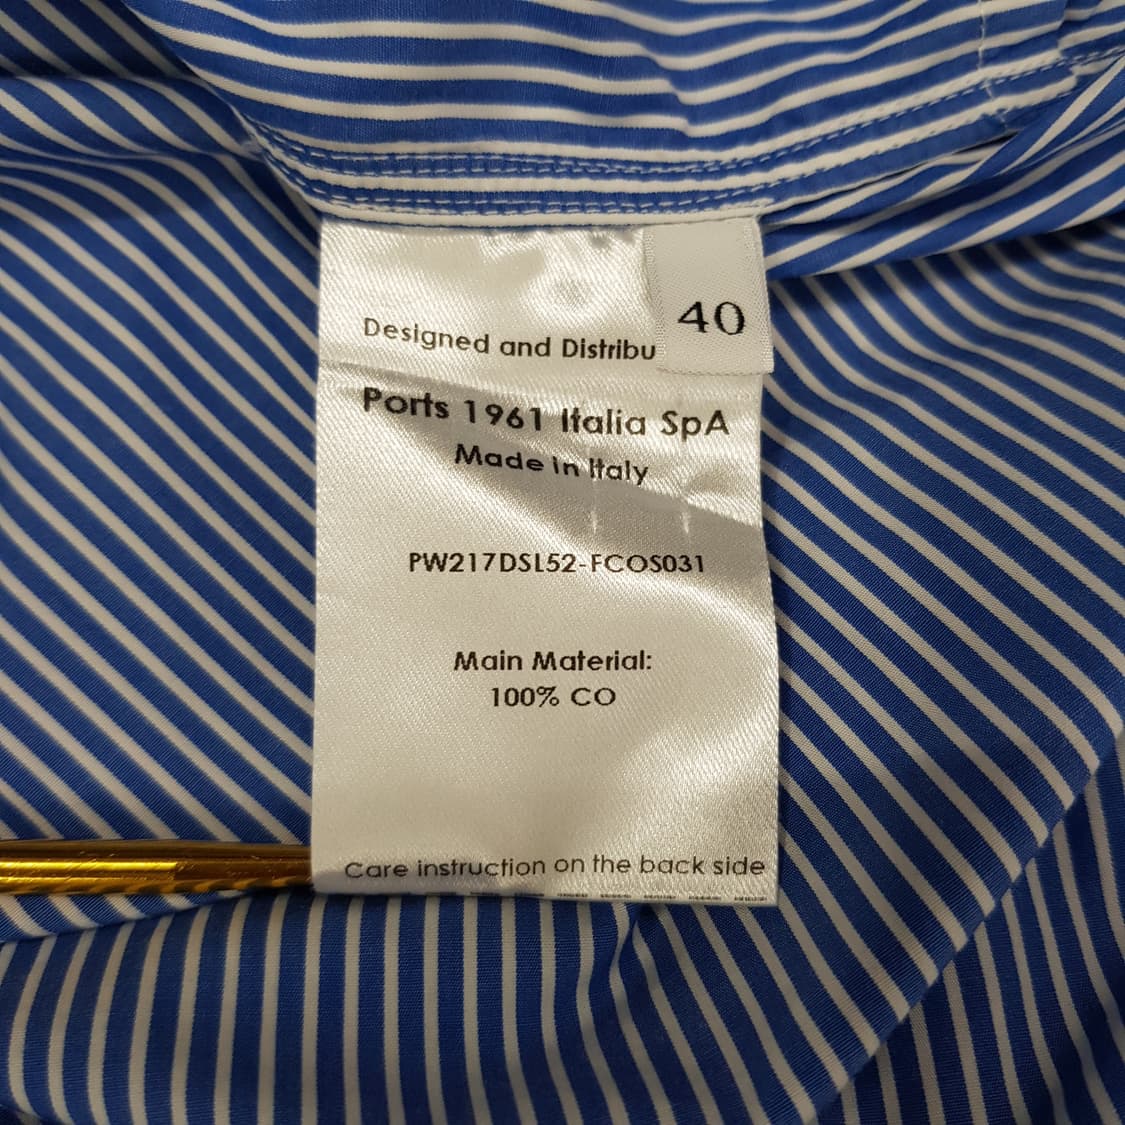 40
Designed and Distribu
Ports 1961 Italia SpA
Made in Italy
PW217DSL52-FCOS031
Main Material:
100% CO
Care instruction on the back side